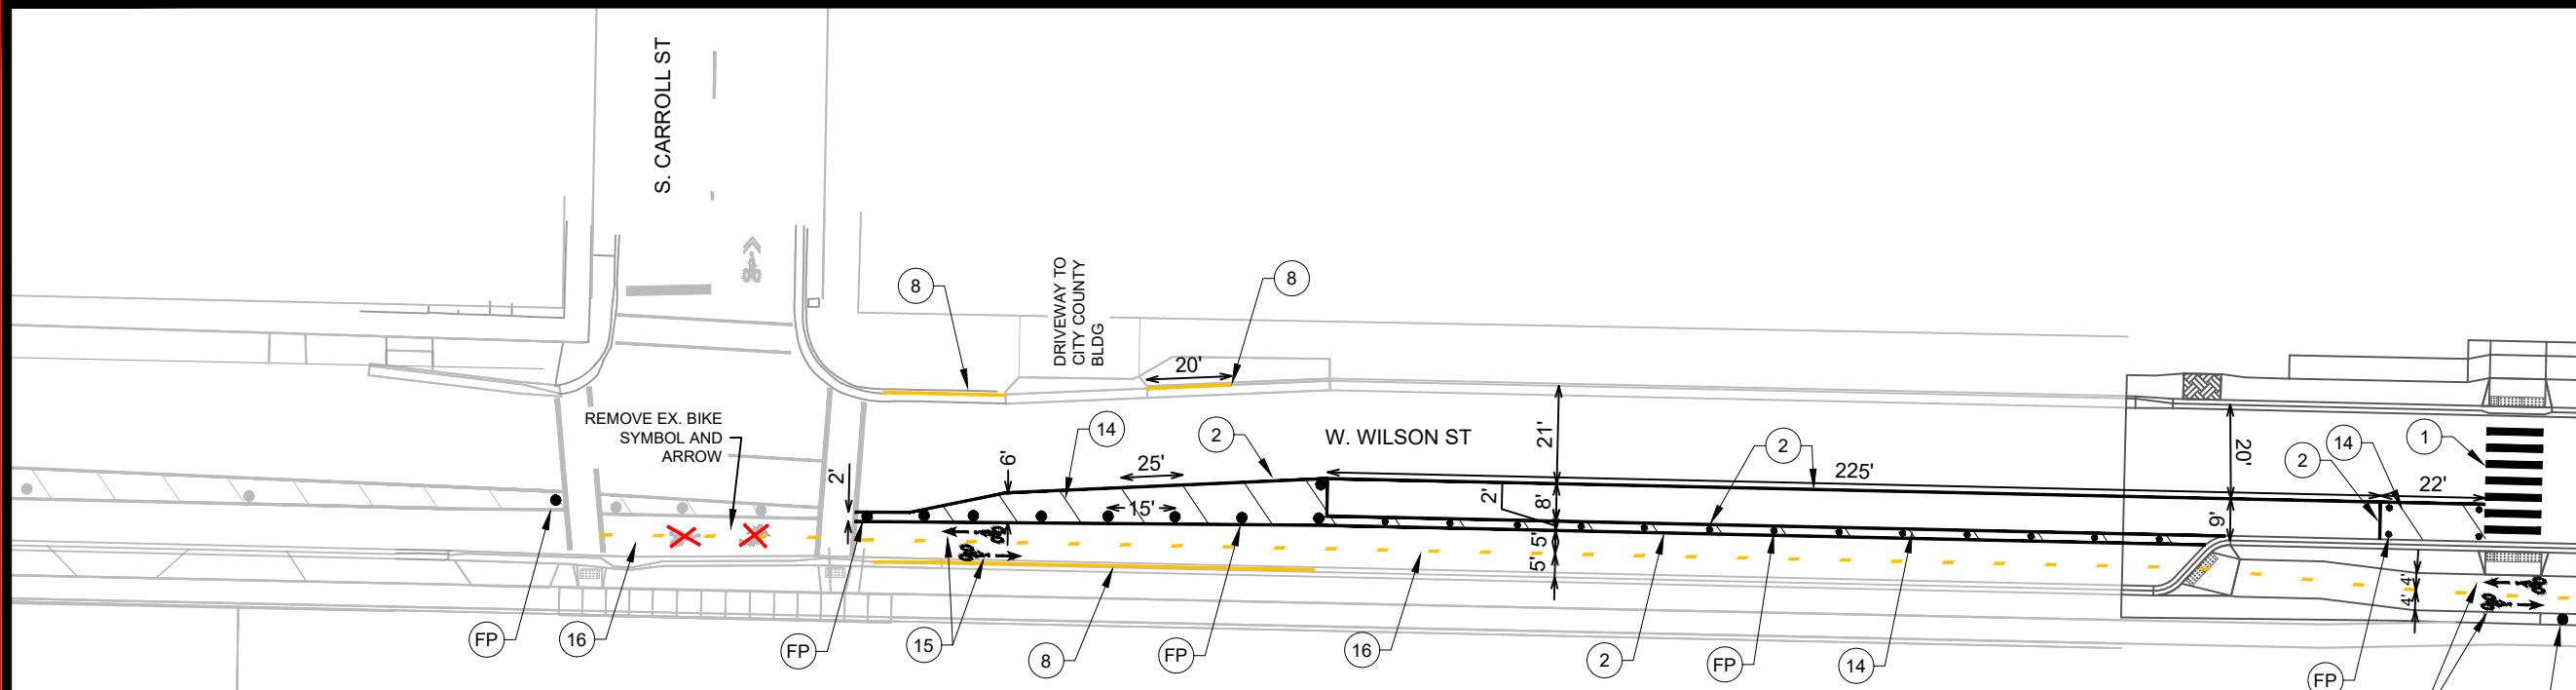 S. CARROLL ST
8
DRIVEWAY TO
CITY COUNTY
BLDG
8
20'
REMOVE EX. BIKE
SYMBOL AND
ARROW
2'
6'
14
25'
15'
2
W. WILSON ST
21'
2'
8'
5'
5'
2
225'
20'
2
14
22'
1
9'
4'
4'
FP
16
FP
15
8
FP
16
2
FP
14
FP